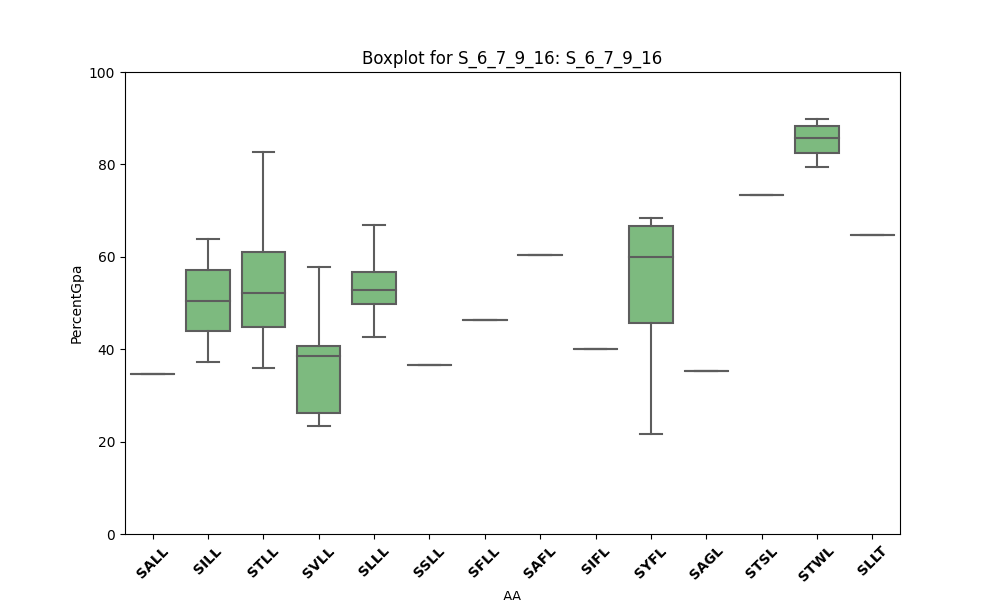 Boxplot for S_6_7_9_16: S_6_7_9_16
100
80
60
40
20
0
PercentGpa
SALL SILL STLL SVLL SLLL SSLL SFLL SAFL SIFL SYFL SAGL STSL STWL SLLT
AA